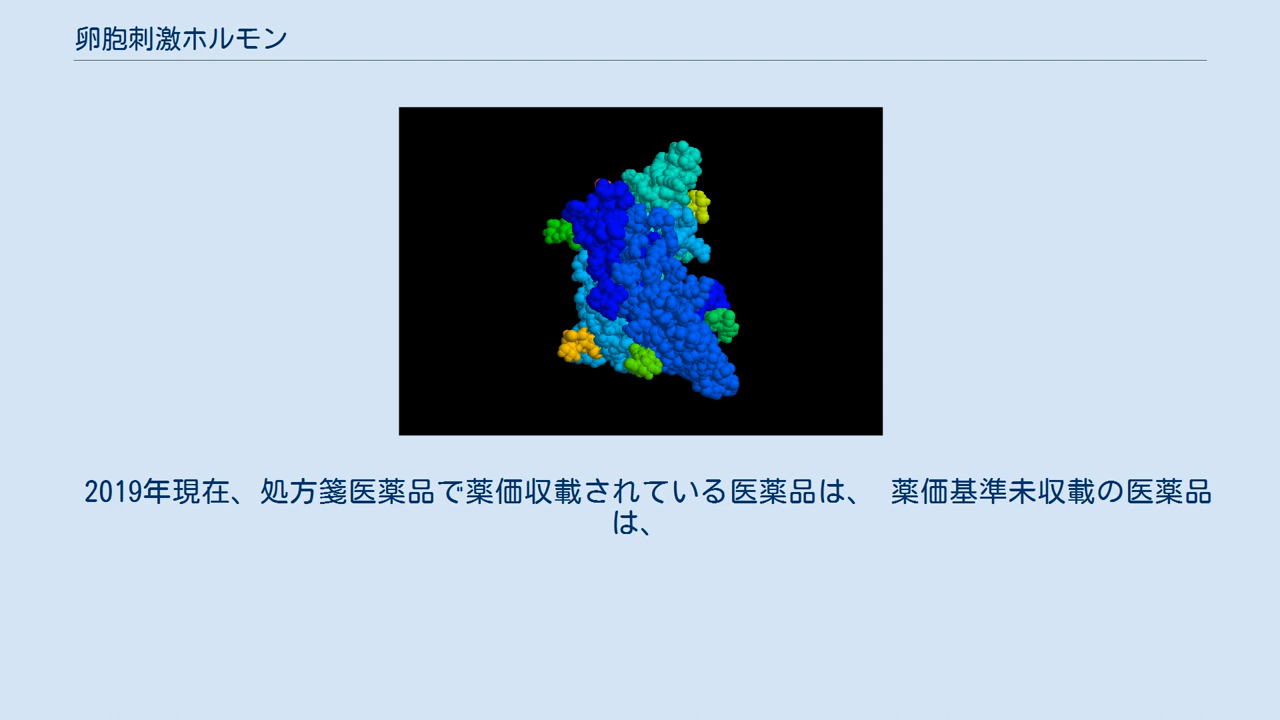 卵胞刺激ホルモン
2019年現在、処方箋医薬品で薬価収載されている医薬品は、 薬価基準未収載の医薬品
は、